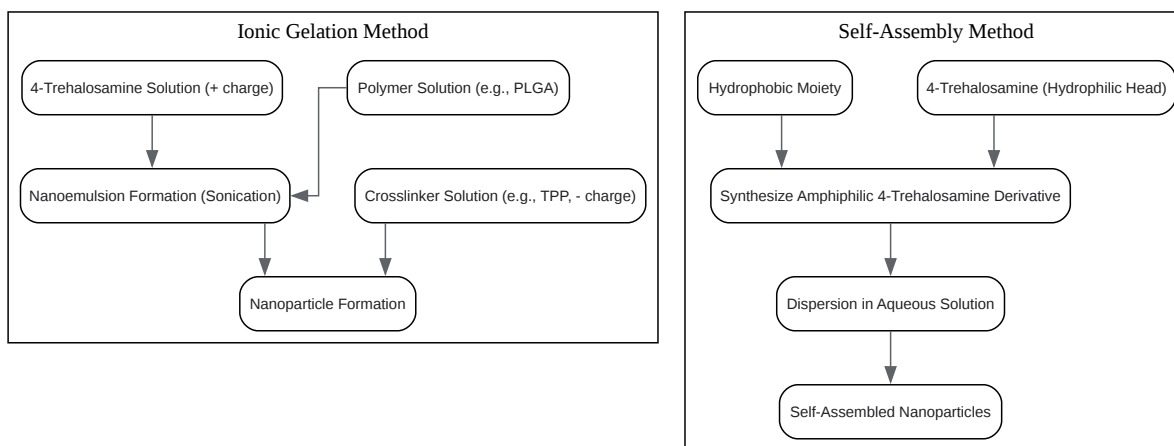 Ionic Gelation Method
4-Trehalosamine Solution (+ charge)
Polymer Solution (e.g., PLGA)
Nanoemulsion Formation (Sonication)
Crosslinker Solution (e.g., TPP, - charge)
Nanoparticle Formation
Self-Assembly Method
Hydrophobic Moiety
4-Trehalosamine (Hydrophilic Head)
Synthesize Amphiphilic 4-Trehalosamine Derivative
Dispersion in Aqueous Solution
Self-Assembled Nanoparticles